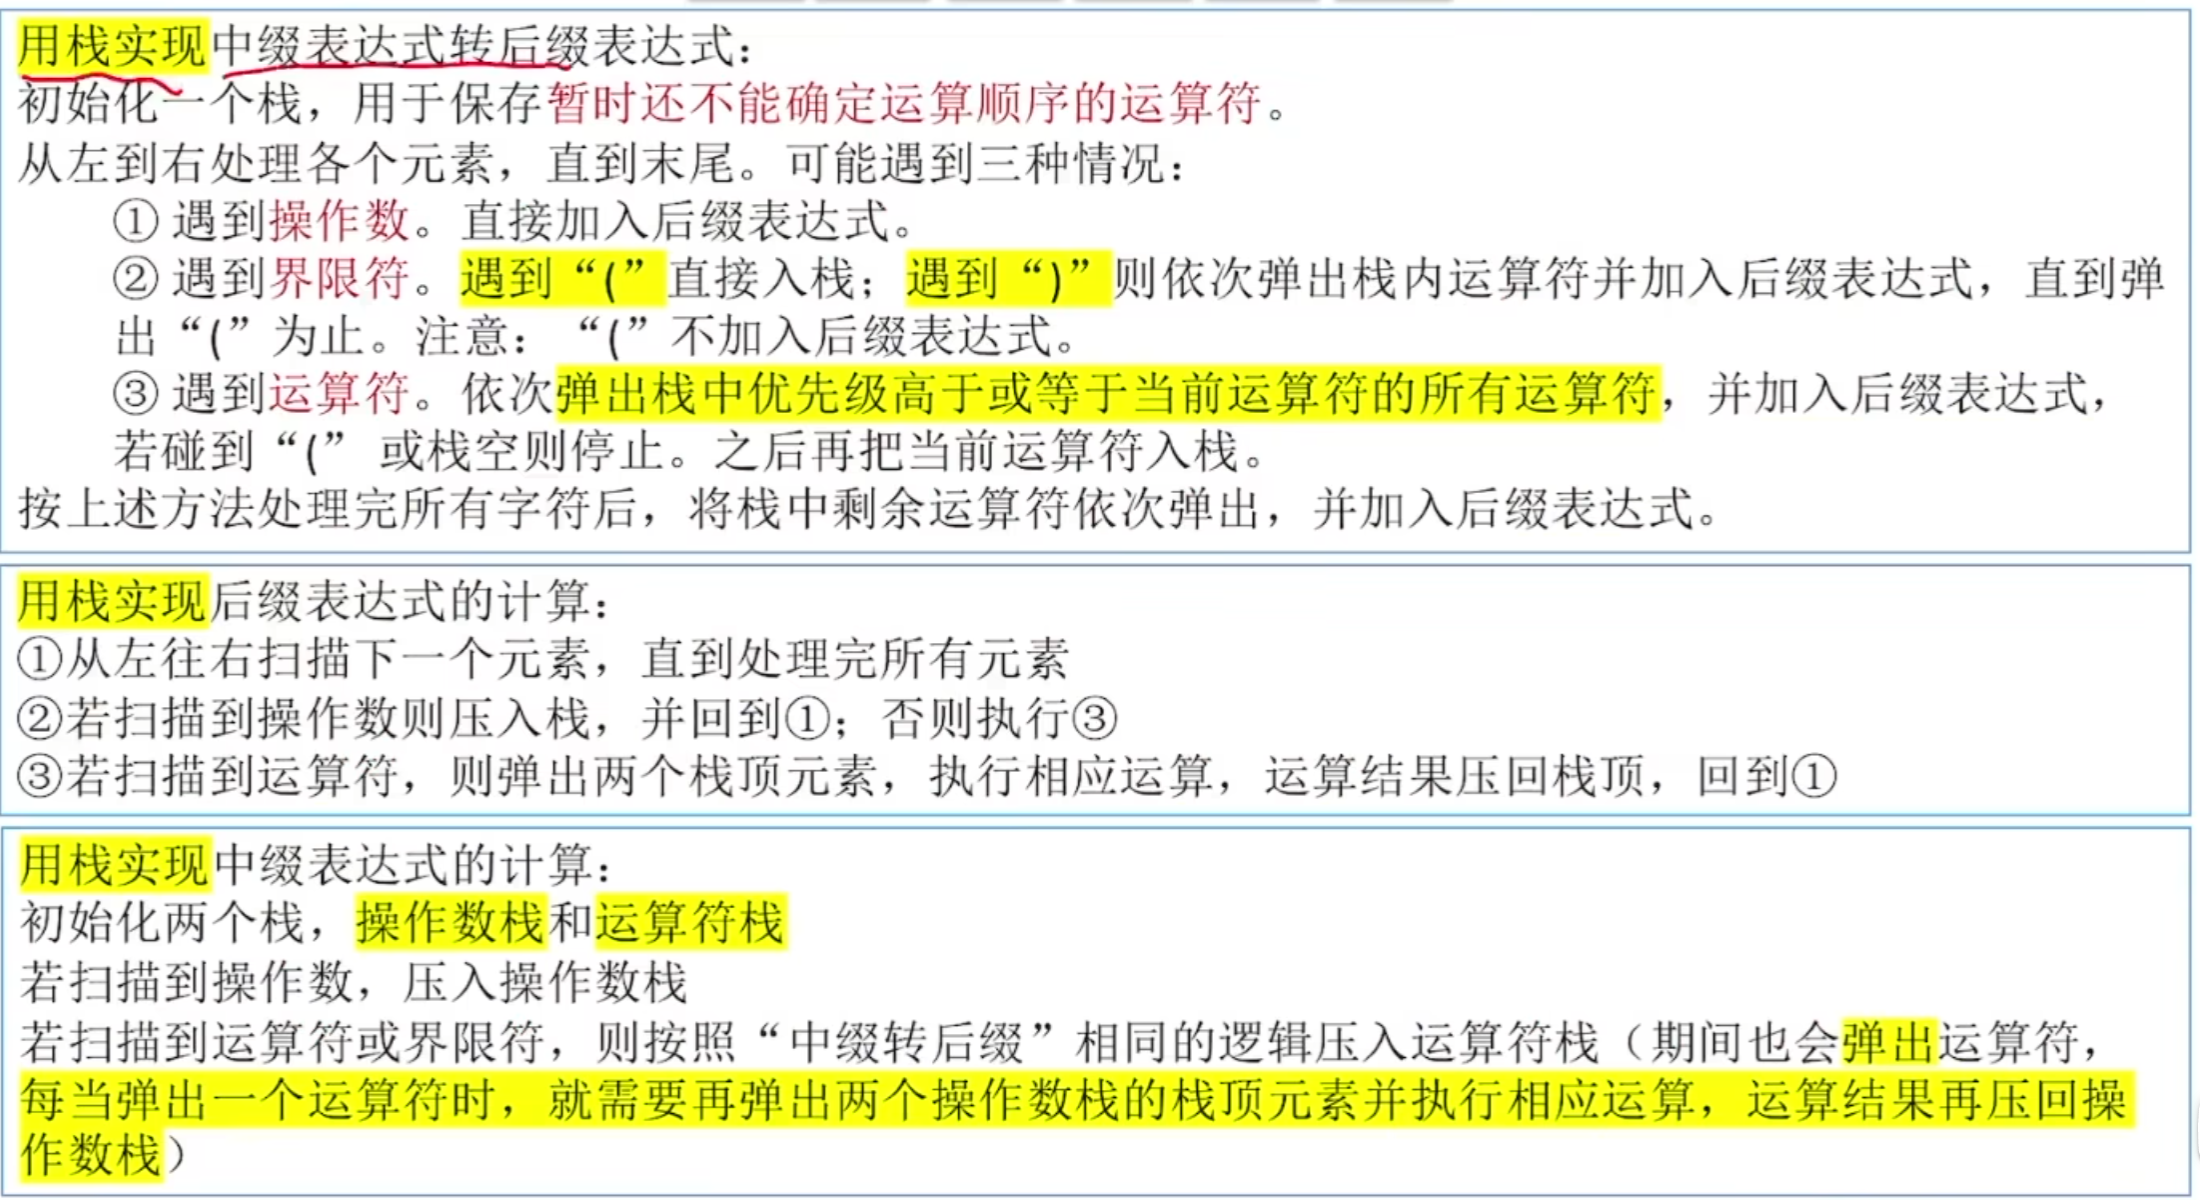 用栈实现中缀表达式转后缀表达式：
初始化一个栈，用于保存暂时还不能确定运算顺序的运算符。
从左到右处理各个元素，直到末尾。可能遇到三种情况：
① 遇到操作数。直接加入后缀表达式。
② 遇到界限符。遇到“(”直接入栈；遇到“)”则依次弹出栈内运算符并加入后缀表达式，直到弹
出“(”为止。注意：“(”不加入后缀表达式。
③ 遇到运算符。依次弹出栈中优先级高于或等于当前运算符的所有运算符，并加入后缀表达式，
若碰到“(” 或栈空则停止。之后再把当前运算符入栈。
按上述方法处理完所有字符后，将栈中剩余运算符依次弹出，并加入后缀表达式。
用栈实现后缀表达式的计算：
①从左往右扫描下一个元素，直到处理完所有元素
②若扫描到操作数则压入栈，并回到①；否则执行③
③若扫描到运算符，则弹出两个栈顶元素，执行相应运算，运算结果压回栈顶，回到①
用栈实现中缀表达式的计算：
初始化两个栈，操作数栈和运算符栈
若扫描到操作数，压入操作数栈
若扫描到运算符或界限符，则按照“中缀转后缀”相同的逻辑压入运算符栈（期间也会弹出运算符，
每当弹出一个运算符时，就需要再弹出两个操作数栈的栈顶元素并执行相应运算，运算结果再压回操
作数栈）